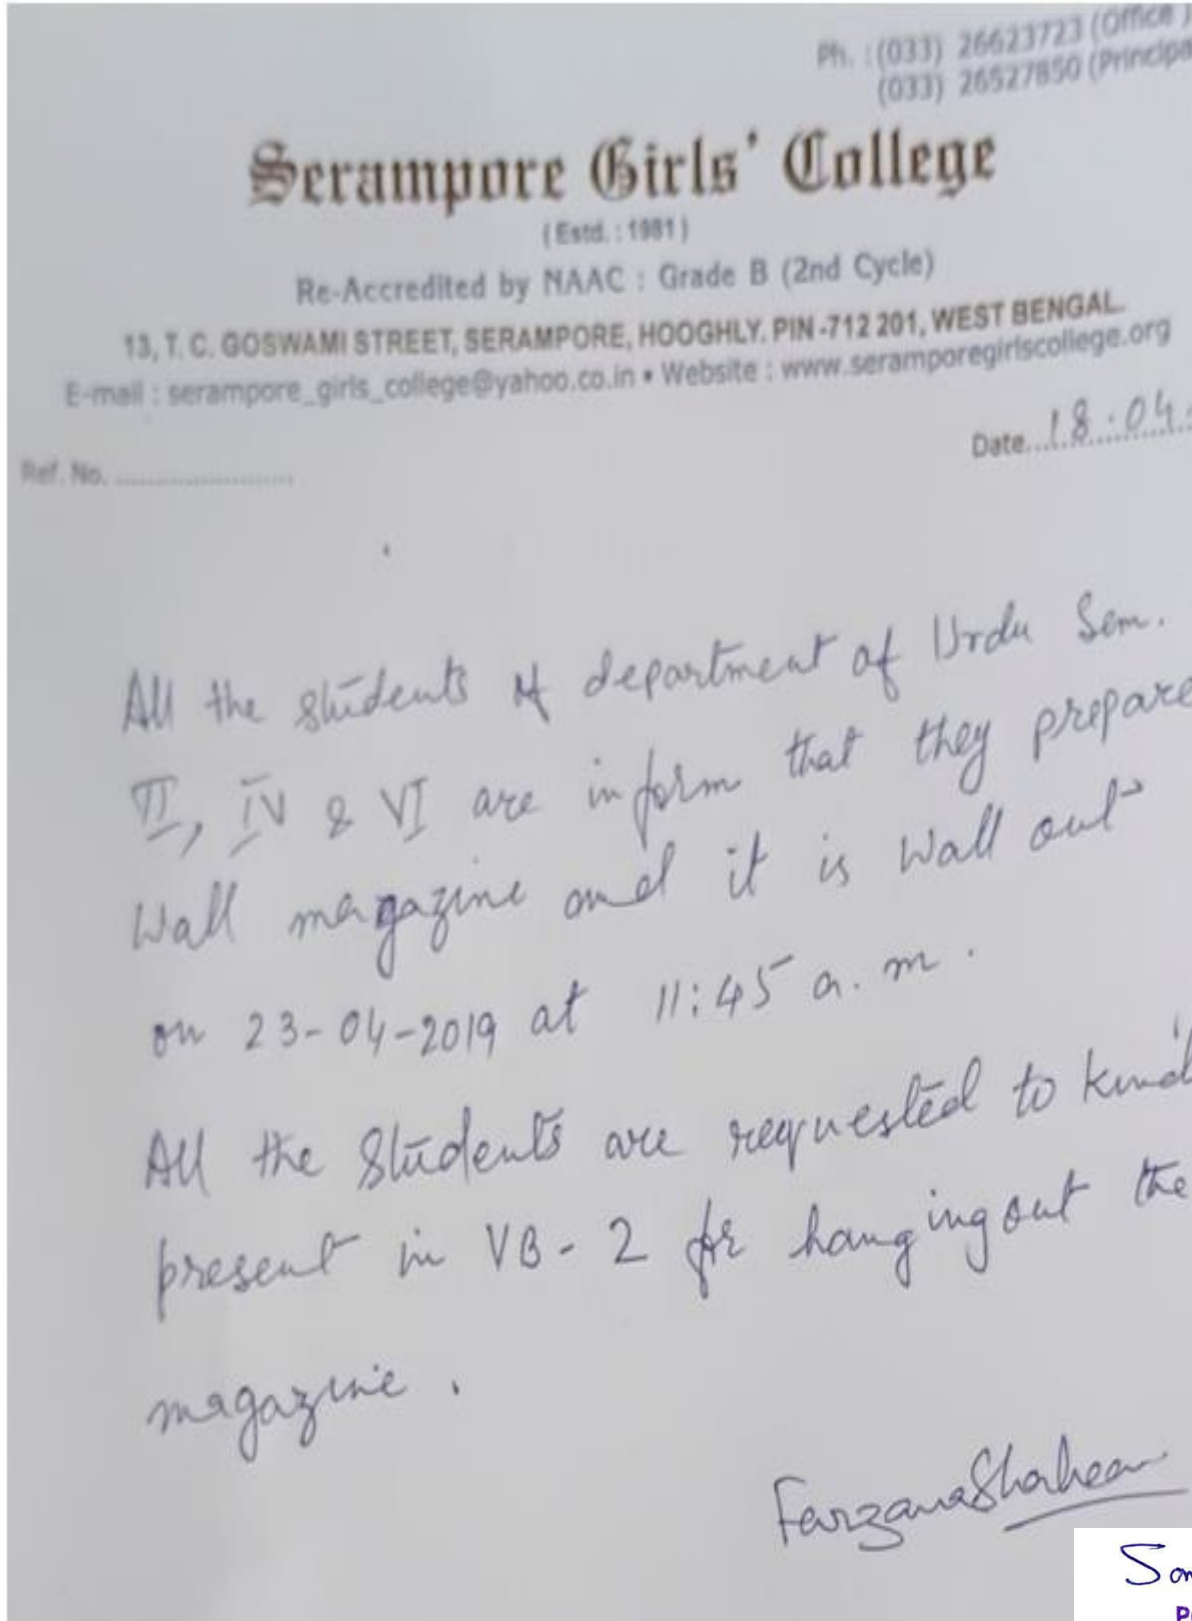 Ph. : (033) 26623723 (Office)
(033) 26527850 (Principa
Serampore Girls' College
(Estd. : 1981)
Re-Accredited by NAAC : Grade B (2nd Cycle)
13, T. C. GOSWAMI STREET, SERAMPORE, HOOGHLY. PIN -712 201, WEST BENGAL.
E-mail : serampore_girls_college@yahoo.co.in • Website : www.seramporegirlscollege.org
Date...18.04.
Ref. No. ........................
All the students of department of Urdu Sem.
II, IV & VI are inform that they prepare
Wall magazine and it is Wall out
on 23-04-2019 at 11:45 a.m.
All the Students are requested to kind
present in VB-2 for hanging out the
magazine.
Farzana Shaheen